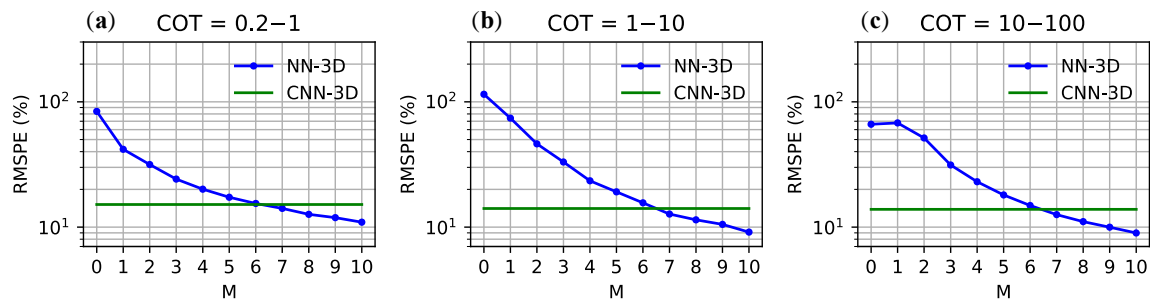 (a) COT = 0.2−1
RMSPE (%)
10²
10¹
NN-3D
CNN-3D
0 1 2 3 4 5 6 7 8 9 10
M
(b) COT = 1−10
RMSPE (%)
10²
10¹
NN-3D
CNN-3D
0 1 2 3 4 5 6 7 8 9 10
M
(c) COT = 10−100
RMSPE (%)
10²
10¹
NN-3D
CNN-3D
0 1 2 3 4 5 6 7 8 9 10
M